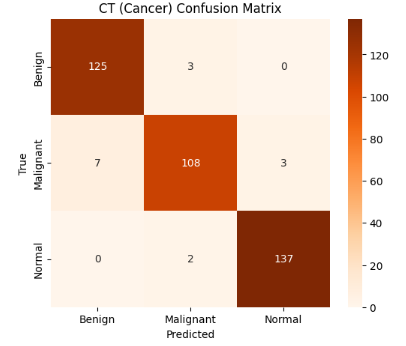 CT (Cancer) Confusion Matrix
True
Benign
125 3 0
Malignant
7 108 3
Normal
0 2 137
Benign Malignant Normal
Predicted
120
100
80
60
40
20
0